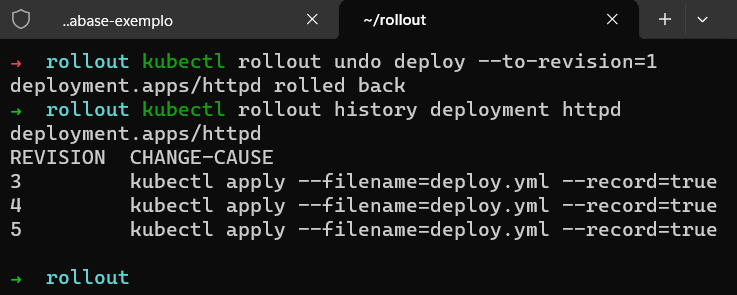 ..abase-exemplo × ~/rollout × +
→ rollout kubectl rollout undo deploy --to-revision=1
deployment.apps/httpd rolled back
→ rollout kubectl rollout history deployment httpd
deployment.apps/httpd
REVISION CHANGE-CAUSE
3 kubectl apply --filename=deploy.yml --record=true
4 kubectl apply --filename=deploy.yml --record=true
5 kubectl apply --filename=deploy.yml --record=true
→ rollout